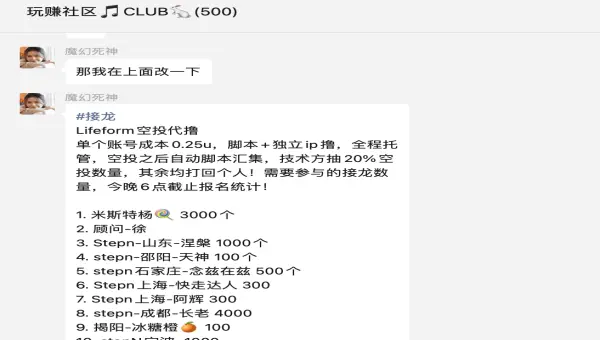 玩赚社区🎵CLUB🐇(500)
魔幻死神
那我在上面改一下
魔幻死神
#接龙
Lifeform空投代撸
单个账号成本0.25u，脚本+独立ip撸，全程托
管，空投之后自动脚本汇集，技术方抽20%空
投数量，其余均打回个人！需要参与的接龙数
量，今晚6点截止报名统计！
1. 米斯特杨🍭 3000个
2. 顾问-徐
3. Stepn-山东-涅槃 1000个
4. stepn-邵阳-天神 100个
5. stepn石家庄-念兹在兹 500个
6. Stepn上海-快走达人 300
7. Stepn上海-阿辉 300
8. stepn-成都-长老 4000
9. 揭阳-冰糖橙🍊 100